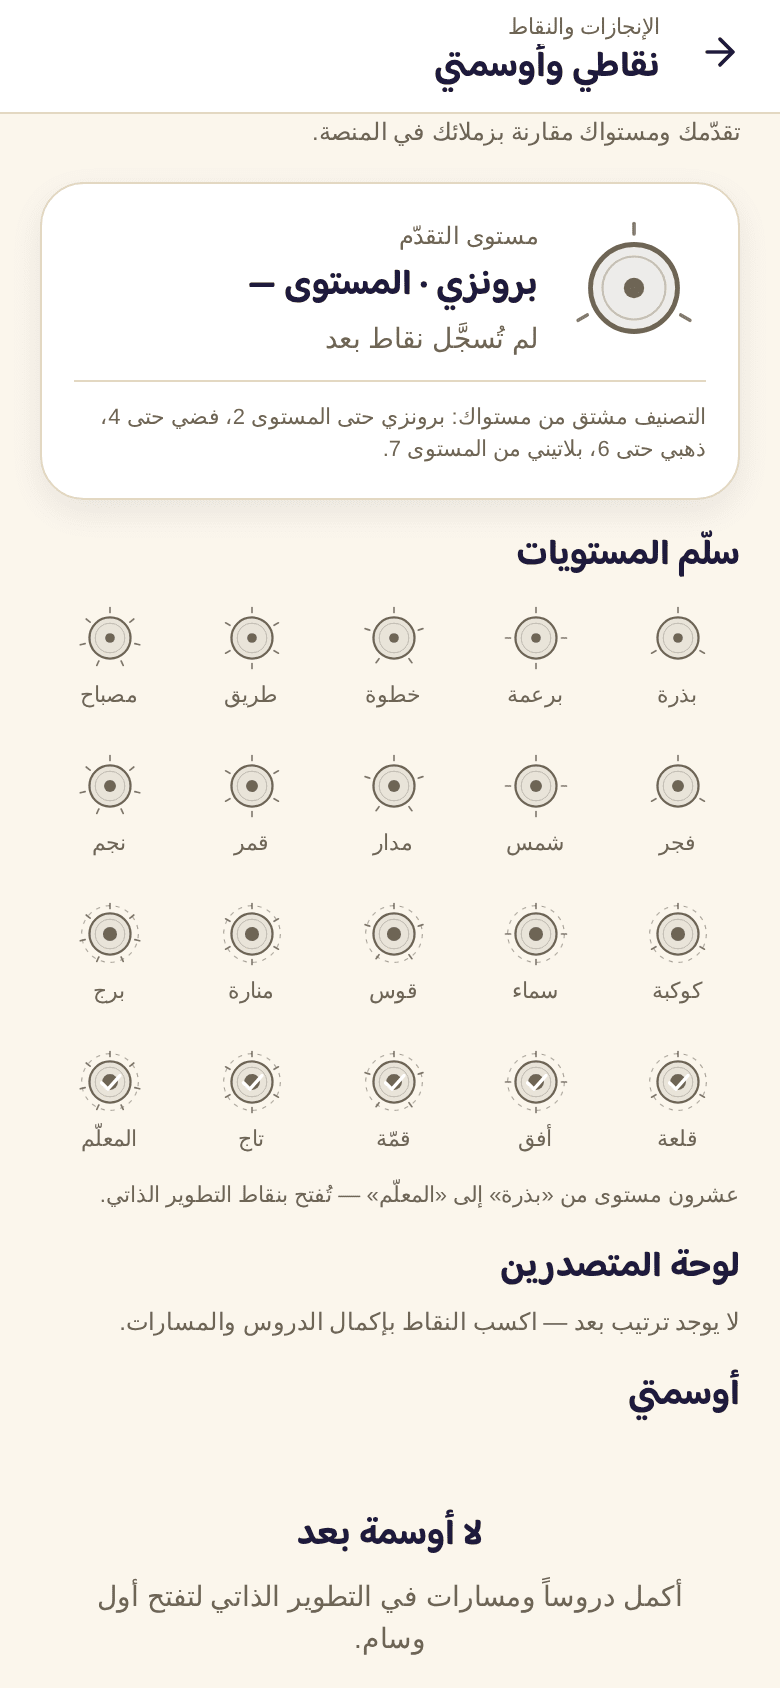 الإنجازات والنقاط
نقاطي وأوسمتي
تقدّمك ومستواك مقارنة بزملائك في المنصة.
مستوى التقدّم
برونزي · المستوى —
لم تُسجَّل نقاط بعد
التصنيف مشتق من مستواك: برونزي حتى المستوى 2، فضي حتى 4،
ذهبي حتى 6، بلاتيني من المستوى 7.
سلّم المستويات
بذرة برعمة خطوة طريق مصباح
فجر شمس مدار قمر نجم
كوكبة سماء قوس منارة برج
قلعة أفق قمّة تاج المعلّم
عشرون مستوى من «بذرة» إلى «المعلّم» — تُفتح بنقاط التطوير الذاتي.
لوحة المتصدرين
لا يوجد ترتيب بعد — اكسب النقاط بإكمال الدروس والمسارات.
أوسمتي
لا أوسمة بعد
أكمل دروساً ومسارات في التطوير الذاتي لتفتح أول
وسام.